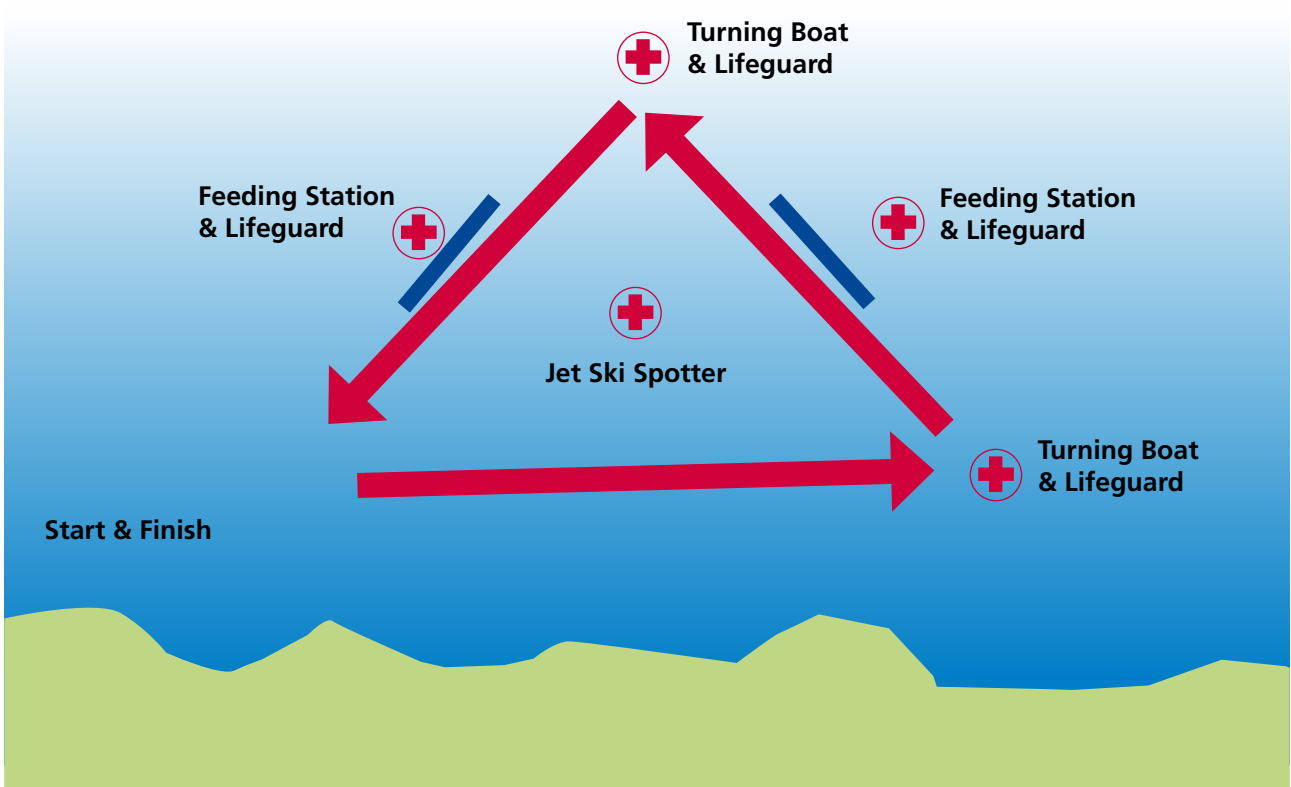 Turning Boat
& Lifeguard
Feeding Station
& Lifeguard
Feeding Station
& Lifeguard
Jet Ski Spotter
Turning Boat
& Lifeguard
Start & Finish